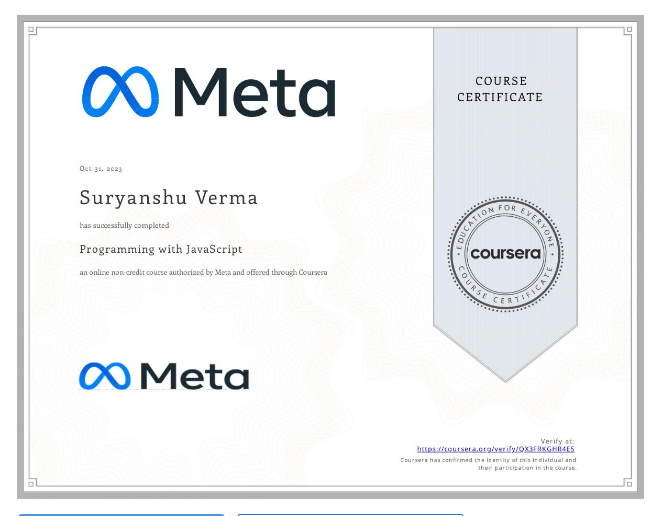 Meta
COURSE
CERTIFICATE
Oct 31, 2023
Suryanshu Verma
has successfully completed
Programming with JavaScript
an online non-credit course authorized by Meta and offered through Coursera
EDUCATION FOR EVERYONE
coursera
COURSE CERTIFICATE
Meta
Verify at:
https://coursera.org/verify/QX3FRKGHR4E5
Coursera has confirmed the identity of this individual and
their participation in the course.